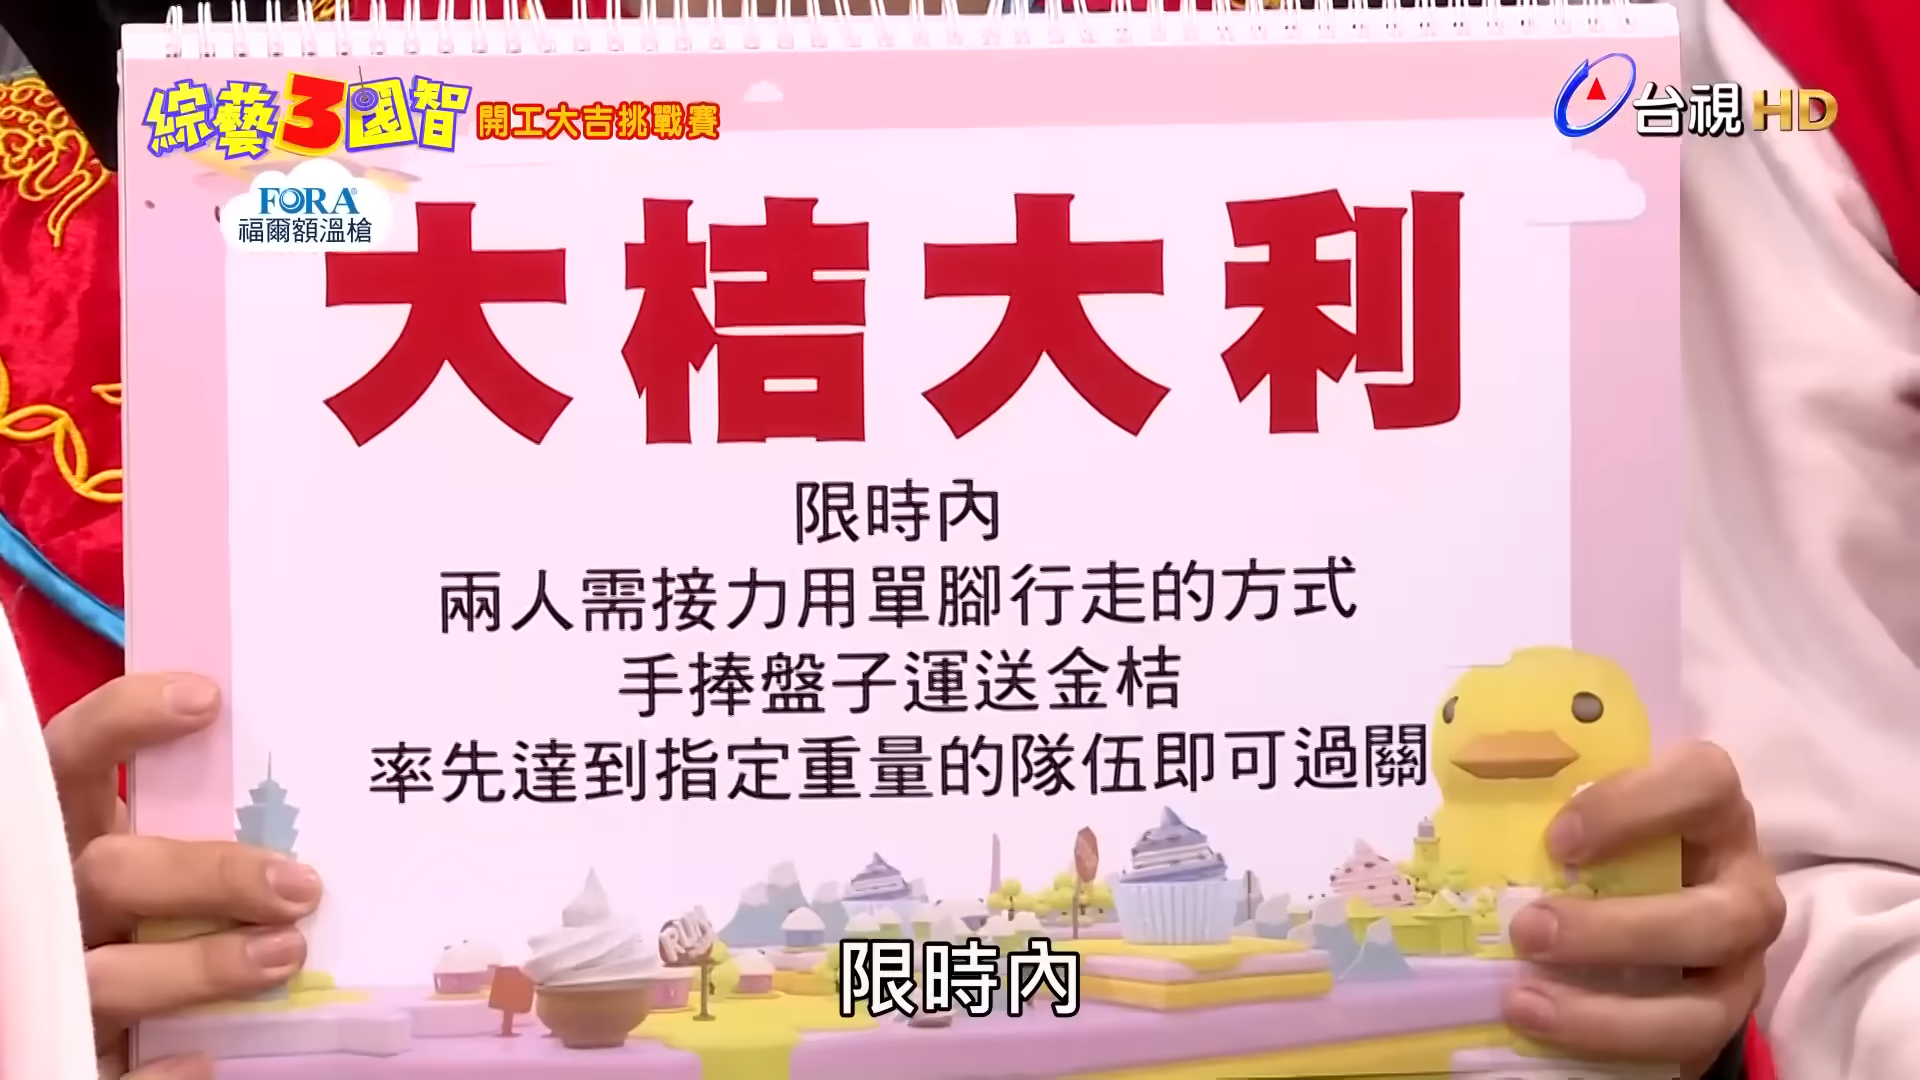 綜藝3國智 開工大吉挑戰賽
台視HD
FORA
福爾額溫槍
大桔大利
限時內
兩人需接力用單腳行走的方式
手捧盤子運送金桔
率先達到指定重量的隊伍即可過關
RUN
限時內